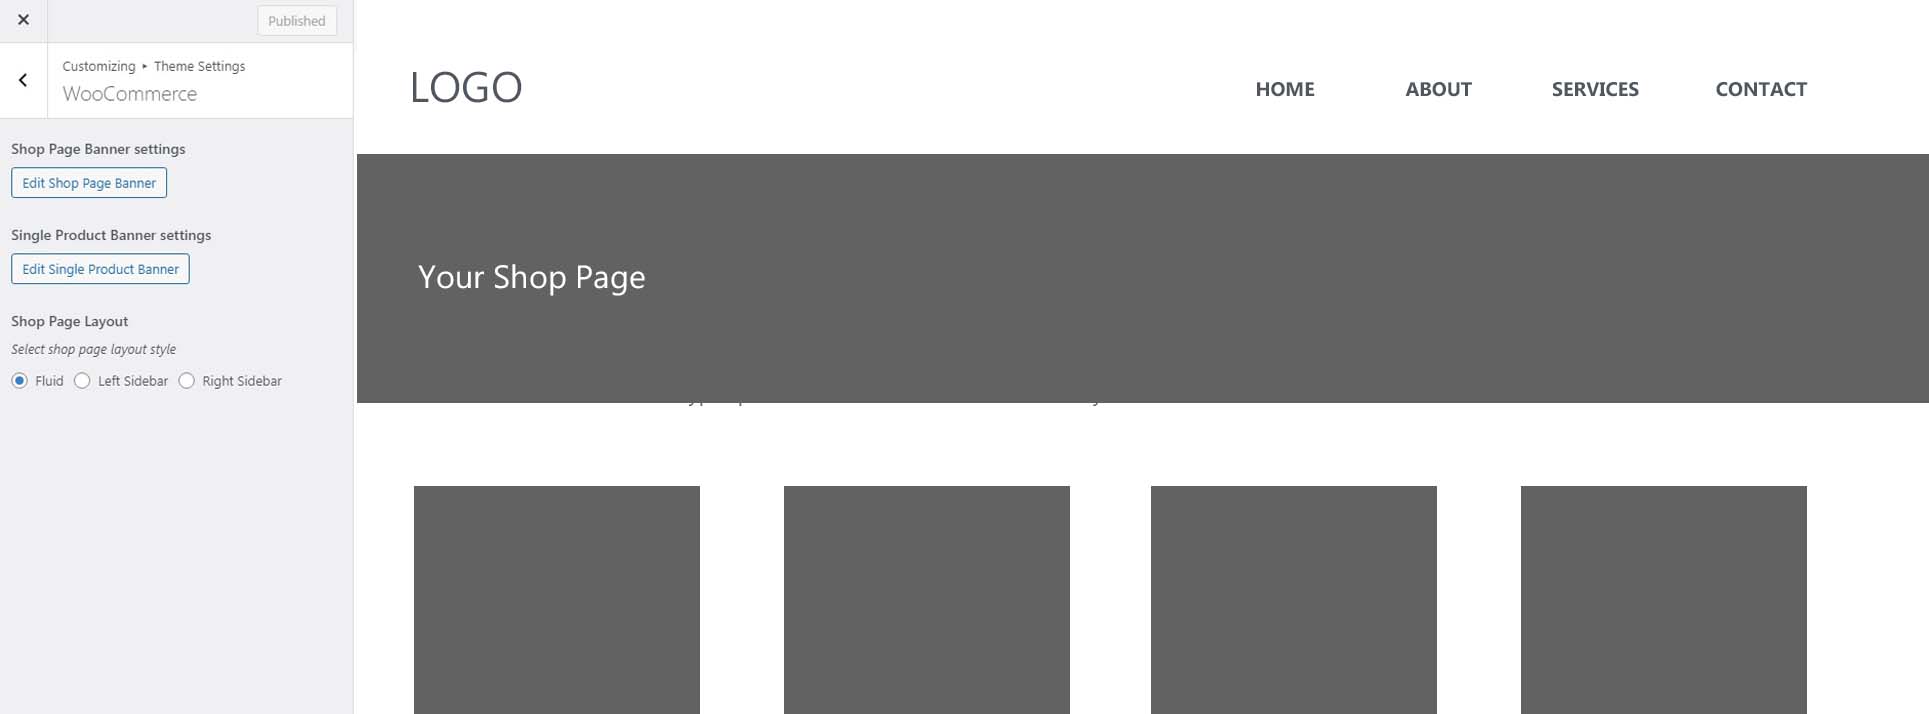 Published
Customizing ▸ Theme Settings
WooCommerce
Shop Page Banner settings
Edit Shop Page Banner
Single Product Banner settings
Edit Single Product Banner
Shop Page Layout
Select shop page layout style
Fluid Left Sidebar Right Sidebar
LOGO
HOME ABOUT SERVICES CONTACT
Your Shop Page